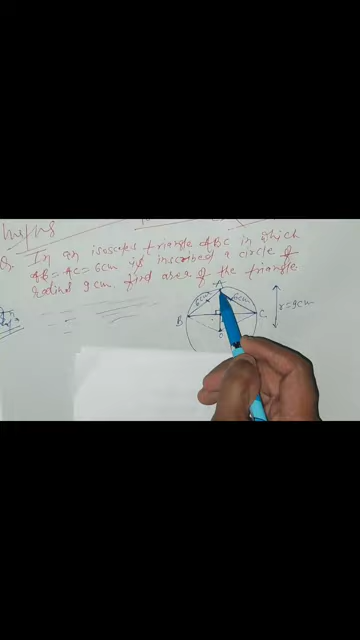 Q. In an isosceles triangle ABC in which
AB = AC = 6cm is inscribed a circle of
radius 9cm. find area of the triangle
A
6cm
6cm
B
C
r = 9cm